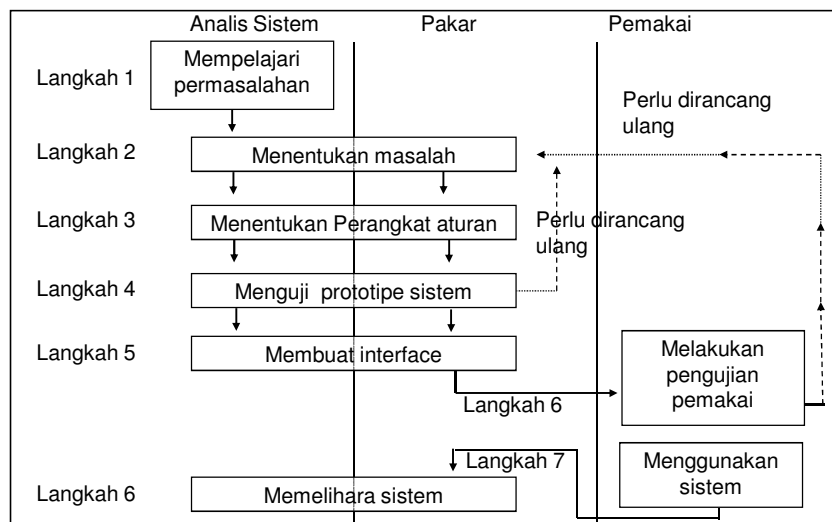 Analis Sistem
Pakar
Pemakai
Langkah 1
Mempelajari
permasalahan
Perlu dirancang
ulang
Langkah 2
Menentukan masalah
Langkah 3
Menentukan Perangkat aturan
Perlu dirancang
ulang
Langkah 4
Menguji prototipe sistem
Langkah 5
Membuat interface
Melakukan
pengujian
pemakai
Langkah 6
Langkah 7
Menggunakan
sistem
Langkah 6
Memelihara sistem